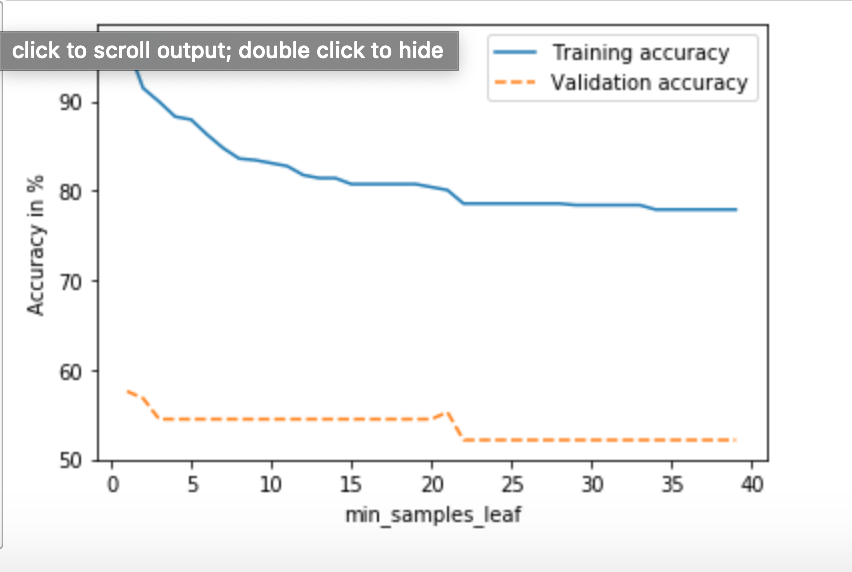 click to scroll output; double click to hide
Training accuracy
Validation accuracy
90
80
70
60
50
Accuracy in %
0 5 10 15 20 25 30 35 40
min_samples_leaf